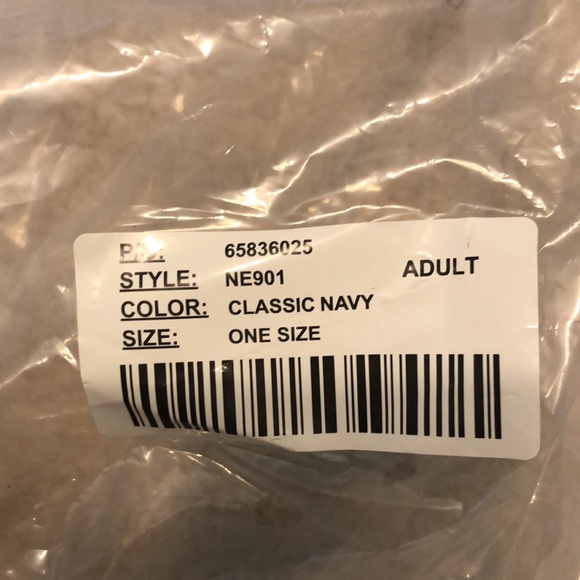 65836025
STYLE: NE901
ADULT
COLOR: CLASSIC NAVY
SIZE: ONE SIZE